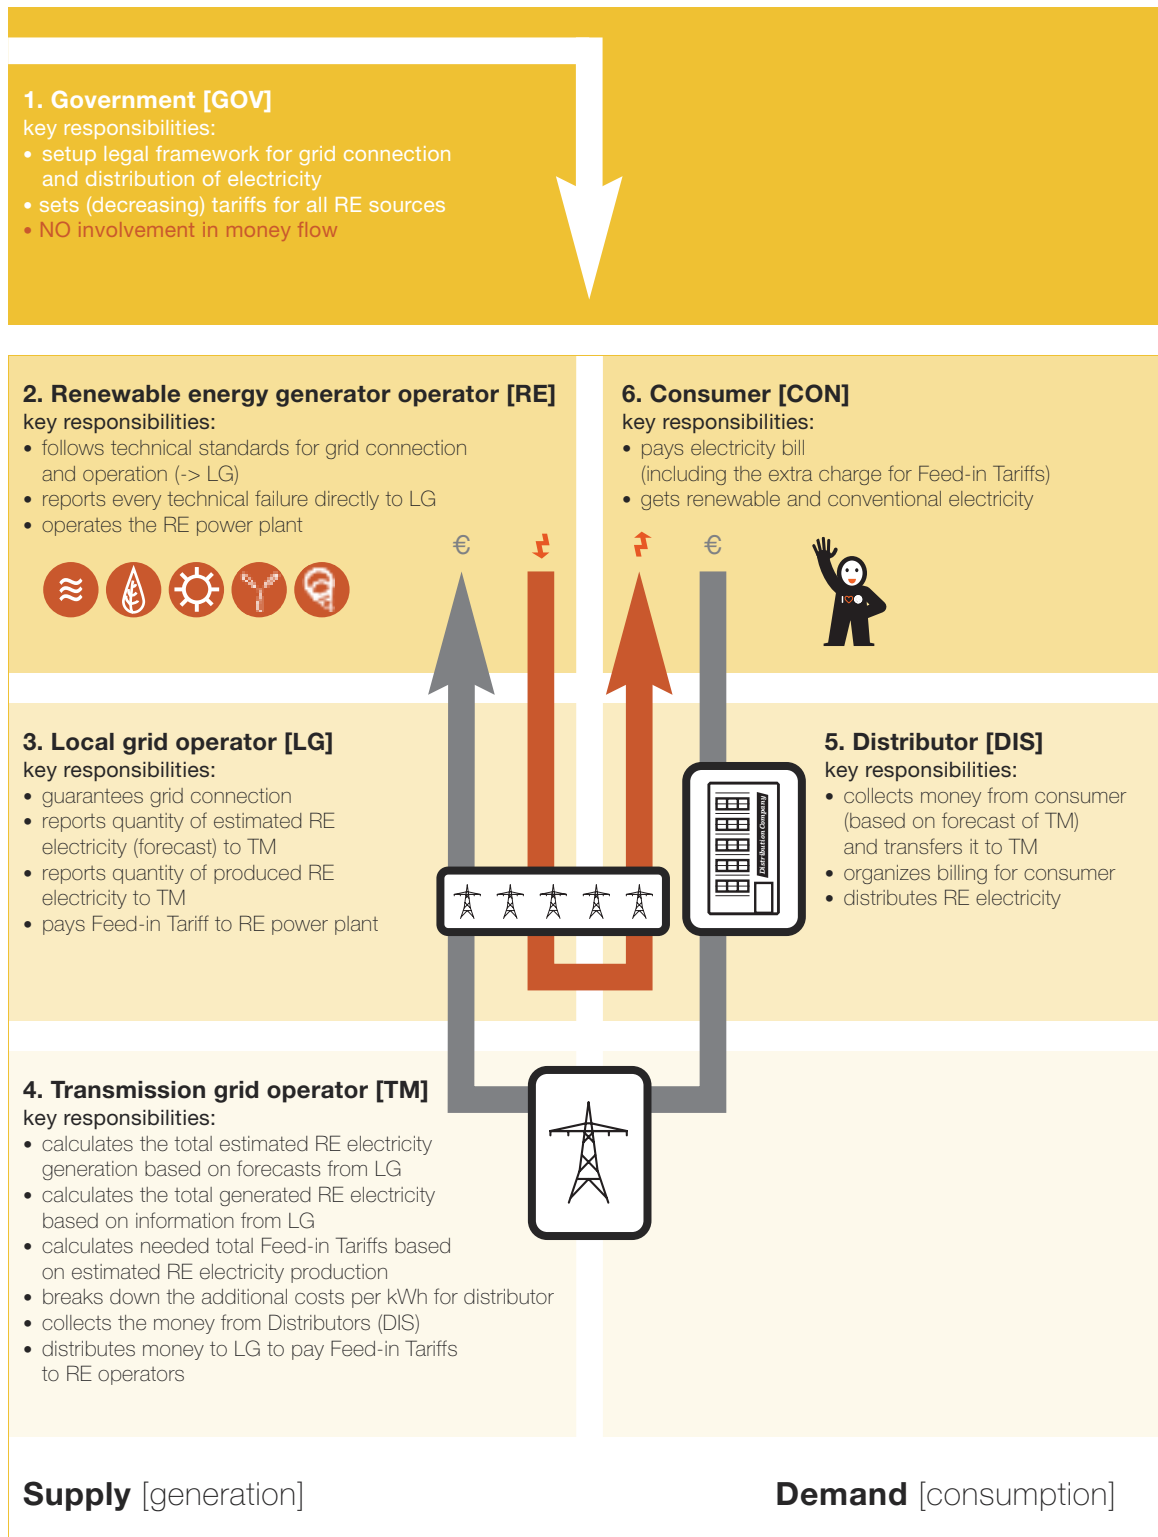 1. Government [GOV]
key responsibilities:
• setup legal framework for grid connection
and distribution of electricity
• sets (decreasing) tariffs for all RE sources
• NO involvement in money flow
2. Renewable energy generator operator [RE]
key responsibilities:
• follows technical standards for grid connection
and operation (-> LG)
• reports every technical failure directly to LG
• operates the RE power plant
6. Consumer [CON]
key responsibilities:
• pays electricity bill
(including the extra charge for Feed-in Tariffs)
• gets renewable and conventional electricity
€
€
I
3. Local grid operator [LG]
key responsibilities:
• guarantees grid connection
• reports quantity of estimated RE
electricity (forecast) to TM
• reports quantity of produced RE
electricity to TM
• pays Feed-in Tariff to RE power plant
Distribution Company
5. Distributor [DIS]
key responsibilities:
• collects money from consumer
(based on forecast of TM)
and transfers it to TM
• organizes billing for consumer
• distributes RE electricity
4. Transmission grid operator [TM]
key responsibilities:
• calculates the total estimated RE electricity
generation based on forecasts from LG
• calculates the total generated RE electricity
based on information from LG
• calculates needed total Feed-in Tariffs based
on estimated RE electricity production
• breaks down the additional costs per kWh for distributor
• collects the money from Distributors (DIS)
• distributes money to LG to pay Feed-in Tariffs
to RE operators
Supply [generation]
Demand [consumption]